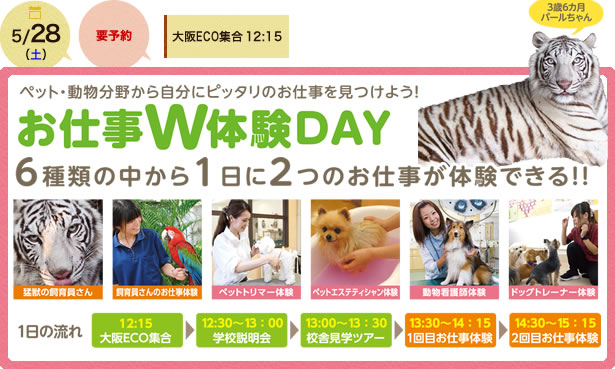 5/28
(土)
要予約
大阪ECO集合 12:15
3歳6カ月
パールちゃん
ペット・動物分野から自分にピッタリのお仕事を見つけよう!
お仕事W体験DAY
6種類の中から1日に2つのお仕事が体験できる!!
猛獣の飼育員さん
飼育員さんのお仕事体験
ペットトリマー体験
ペットエステティシャン体験
動物看護師体験
ドッグトレーナー体験
1日の流れ
12:15
大阪ECO集合
12:30～13：00
学校説明会
13:00～13：30
校舎見学ツアー
13:30～14：15
1回目お仕事体験
14:30～15：15
2回目お仕事体験